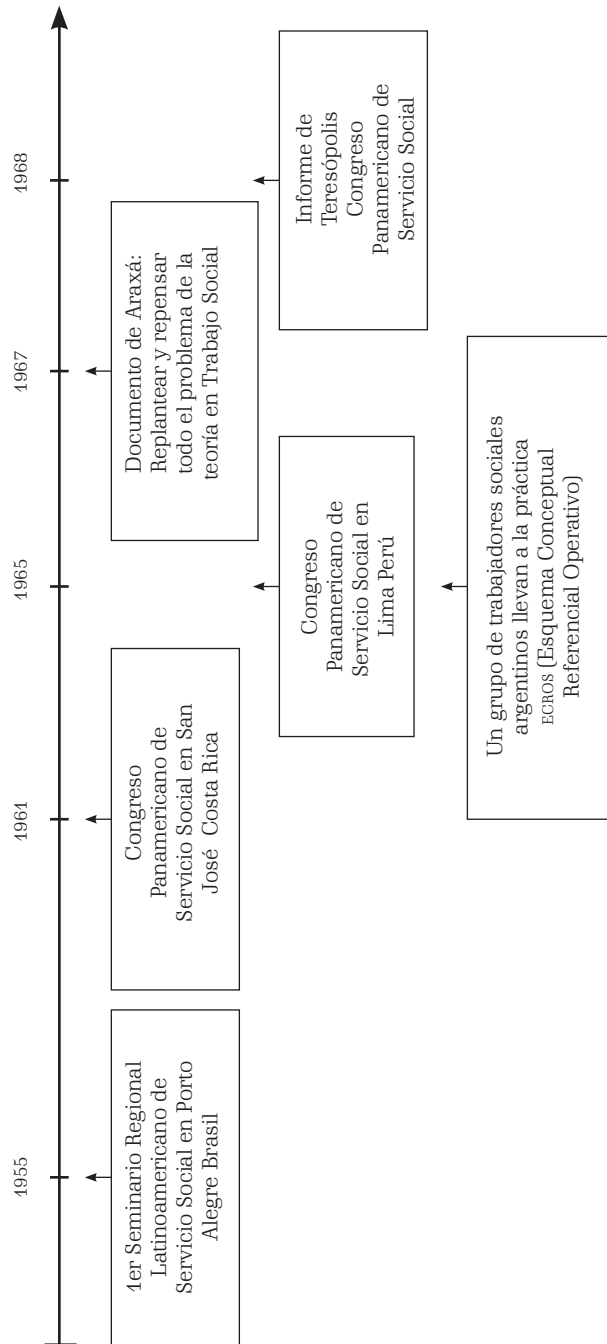 1955
1961
1965
1967
1968
1er Seminario Regional
Latinoamericano de
Servicio Social en Porto
Alegre Brasil
Congreso
Panamericano de
Servicio Social en San
José Costa Rica
Documento de Araxá:
Replantear y repensar
todo el problema de la
teoría en Trabajo Social
Congreso
Panamericano de
Servicio Social en
Lima Perú
Informe de
Teresópolis
Congreso
Panamericano de
Servicio Social
Un grupo de trabajadores sociales
argentinos llevan a la práctica
ECROS (Esquema Conceptual
Referencial Operativo)